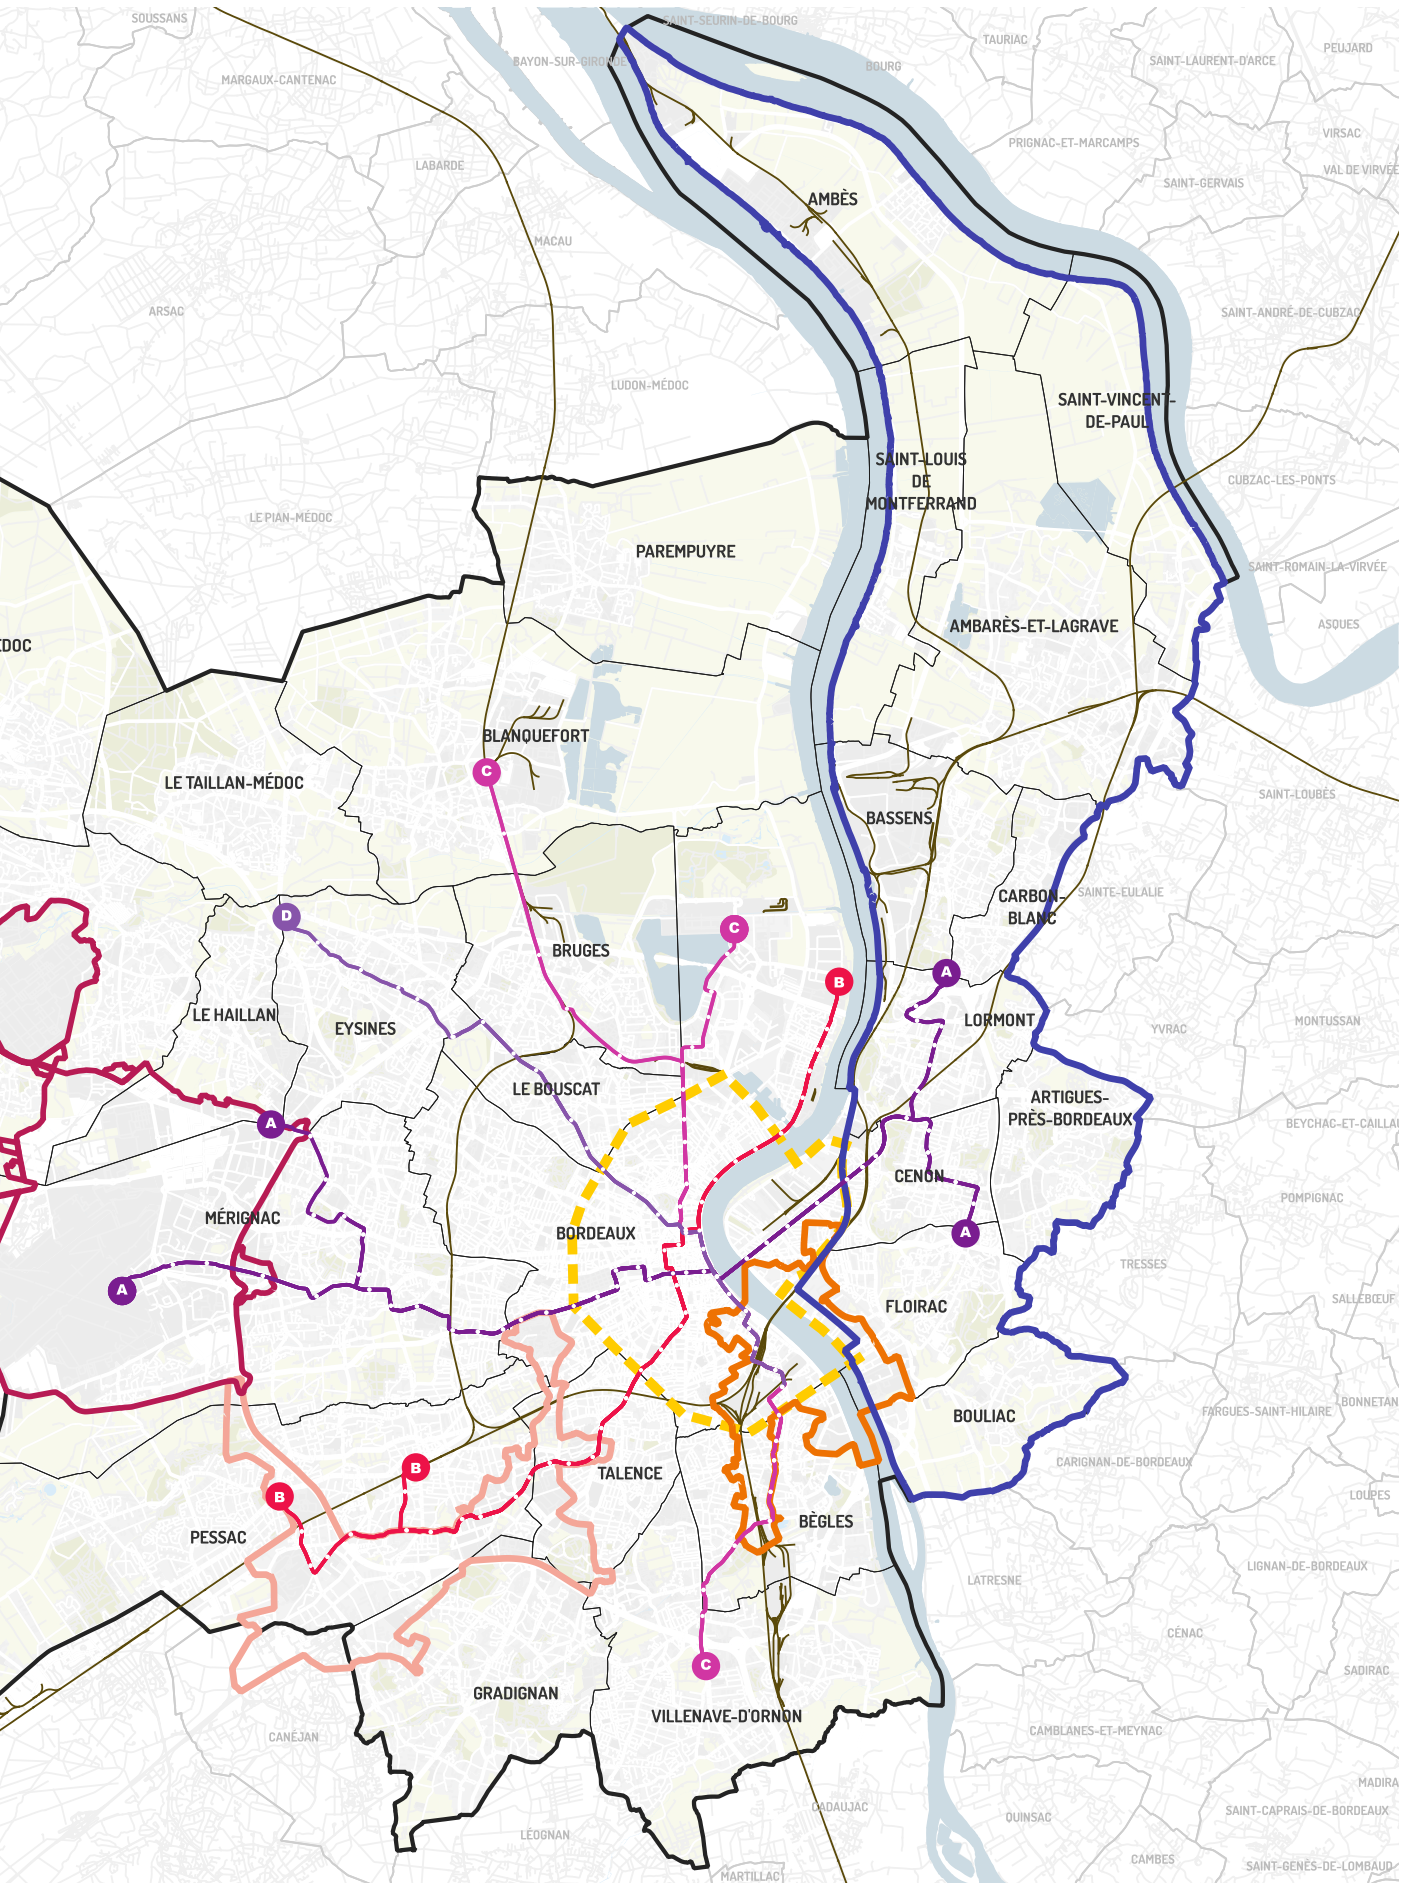 SOUSSANS
SAINT-SEURIN-DE-BOURG
TAURIAC
PEUJARD
BAYON-SUR-GIRONDE
SAINT-LAURENT-D'ARCE
MARGAUX-CANTENAC
BOURG
VIRSAC
PRIGNAC-ET-MARCAMPS
LABARDE
VAL DE VIRVÉE
SAINT-GERVAIS
AMBÈS
MACAU
ARSAC
SAINT-ANDRÉ-DE-CUBZAC
LUDON-MÉDOC
SAINT-VINCENT-
DE-PAUL
SAINT-LOUIS
DE
MONTFERRAND
CUBZAC-LES-PONTS
LE PIAN-MÉDOC
PAREMPUYRE
SAINT-ROMAIN-LA-VIRVÉE
AMBARÈS-ET-LAGRAVE
ASQUES
ÉDOC
BLANQUEFORT
C
LE TAILLAN-MÉDOC
SAINT-LOUBÈS
BASSENS
SAINTE-EULALIE
CARBON-
BLANC
D
C
BRUGES
A
B
LE HAILLAN
EYSINES
LORMONT
YVRAC
MONTUSSAN
LE BOUSCAT
ARTIGUES-
PRÈS-BORDEAUX
A
BEYCHAC-ET-CAILLAU
CENON
POMPIGNAC
MÉRIGNAC
BORDEAUX
A
TRESSES
A
SALLEBŒUF
FLOIRAC
BONNETAN
FARGUES-SAINT-HILAIRE
BOULIAC
CARIGNAN-DE-BORDEAUX
B
TALENCE
B
LOUPES
BÈGLES
PESSAC
LIGNAN-DE-BORDEAUX
LATRESNE
CÉNAC
C
SADIRAC
GRADIGNAN
VILLENAVE-D'ORNON
CANÉJAN
CAMBLANES-ET-MEYNAC
MADIRA
CADAUJAC
SAINT-CAPRAIS-DE-BORDEAUX
QUINSAC
LÉOGNAN
CAMBES
SAINT-GENÈS-DE-LOMBAUD
MARTILLAC